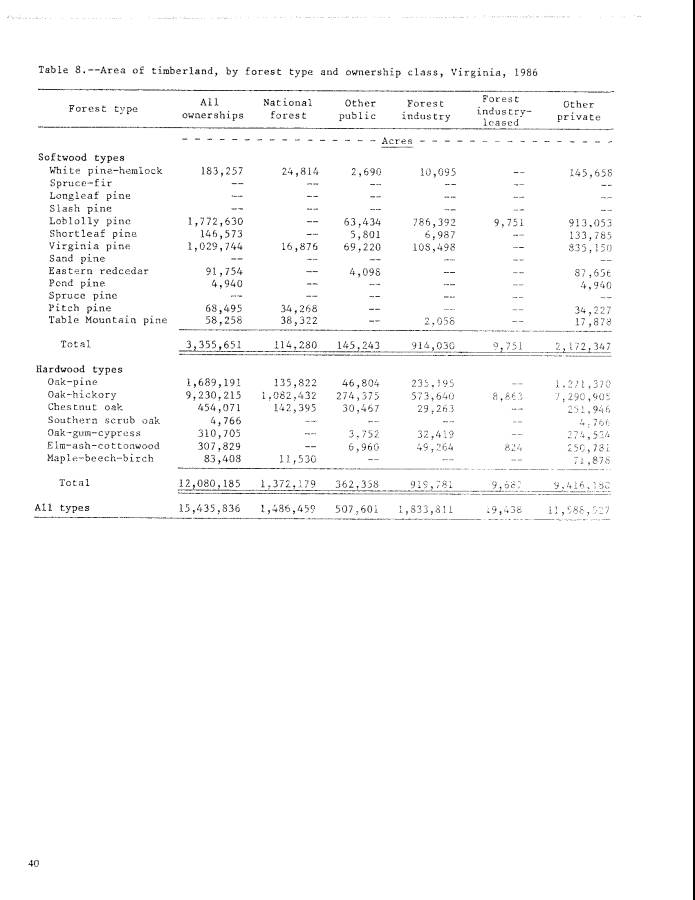 Table 8.--Area of timberland, by forest type and ownership class, Virginia, 1986
Forest type All ownerships National forest Other public Forest industry Forest industry-leased Other private
- - - - - - - - - - - - - - - - Acres - - - - - - - - - - - - - - - -
Softwood types
White pine-hemlock 183,257 24,814 2,690 10,095 -- 145,658
Spruce-fir -- -- -- -- -- --
Longleaf pine -- -- -- -- -- --
Slash pine -- -- -- -- -- --
Loblolly pine 1,772,630 -- 63,434 786,392 9,751 913,053
Shortleaf pine 146,573 -- 5,801 6,987 -- 133,785
Virginia pine 1,029,744 16,876 69,220 108,498 -- 835,150
Sand pine -- -- -- -- -- --
Eastern redcedar 91,754 -- 4,098 -- -- 87,656
Pond pine 4,940 -- -- -- -- 4,940
Spruce pine -- -- -- -- -- --
Pitch pine 68,495 34,268 -- -- -- 34,227
Table Mountain pine 58,258 38,322 -- 2,058 -- 17,878
Total 3,355,651 114,280 145,243 914,030 9,751 2,172,347
Hardwood types
Oak-pine 1,689,191 135,822 46,804 235,195 -- 1,271,370
Oak-hickory 9,230,215 1,082,432 274,375 573,640 8,863 7,290,905
Chestnut oak 454,071 142,395 30,467 29,263 -- 251,946
Southern scrub oak 4,766 -- -- -- -- 4,766
Oak-gum-cypress 310,705 -- 3,752 32,419 -- 274,534
Elm-ash-cottonwood 307,829 -- 6,960 49,264 824 250,781
Maple-beech-birch 83,408 11,530 -- -- -- 71,878
Total 12,080,185 1,372,179 362,358 919,781 9,687 9,416,180
All types 15,435,836 1,486,459 507,601 1,833,811 19,438 11,588,527
40